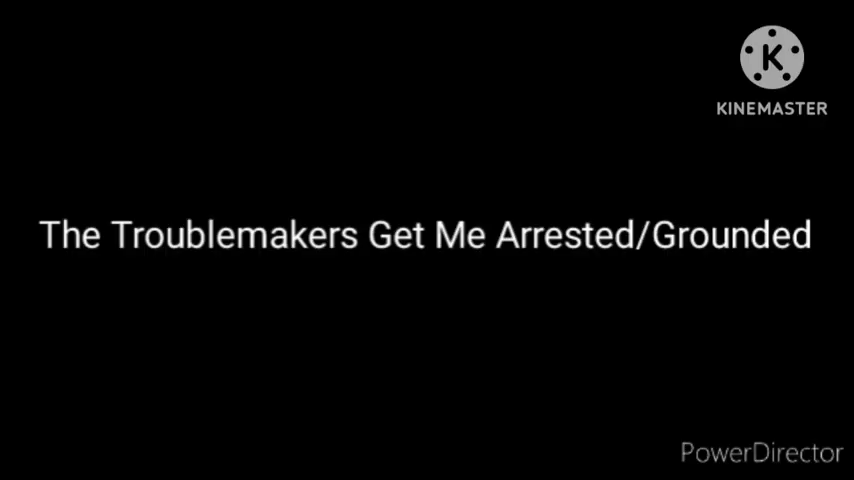 KINEMASTER
The Troublemakers Get Me Arrested/Grounded
PowerDirector